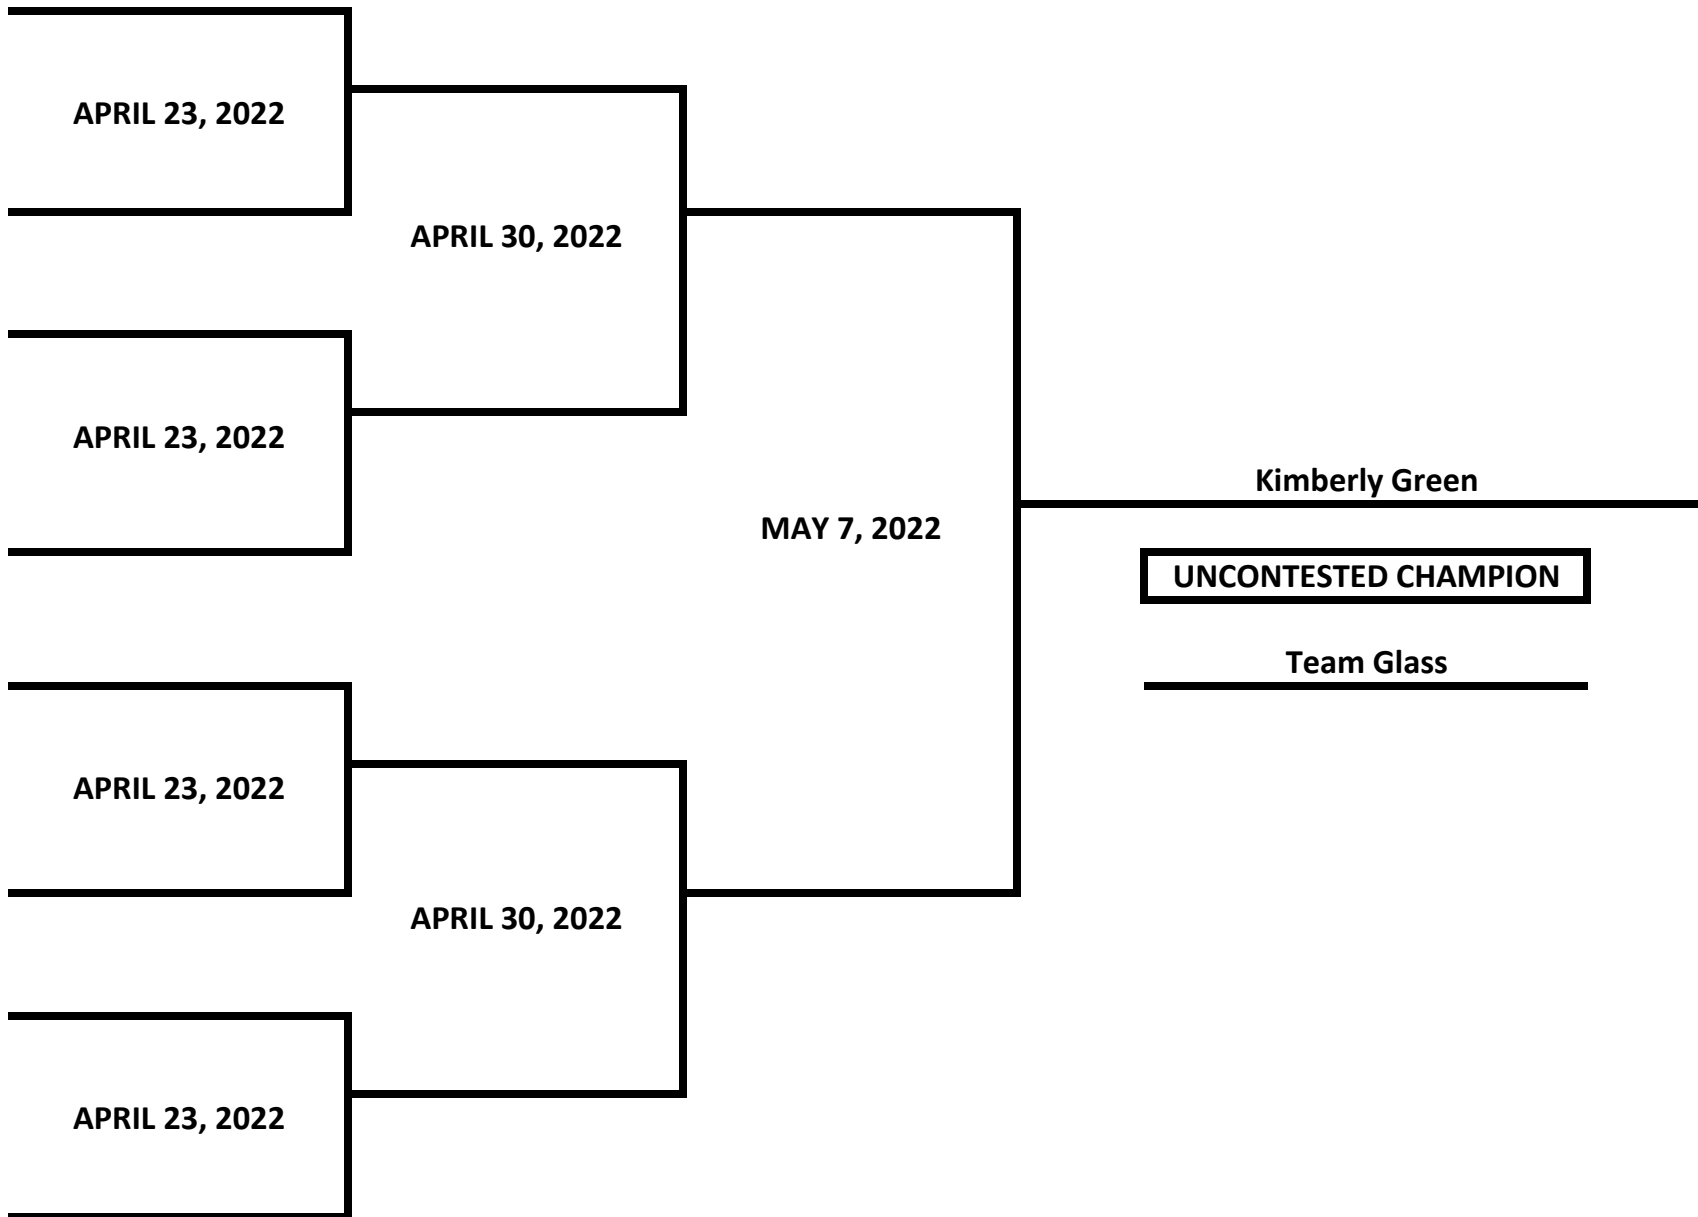 APRIL 23, 2022
APRIL 30, 2022
APRIL 23, 2022
Kimberly Green
MAY 7, 2022
UNCONTESTED CHAMPION
Team Glass
APRIL 23, 2022
APRIL 30, 2022
APRIL 23, 2022